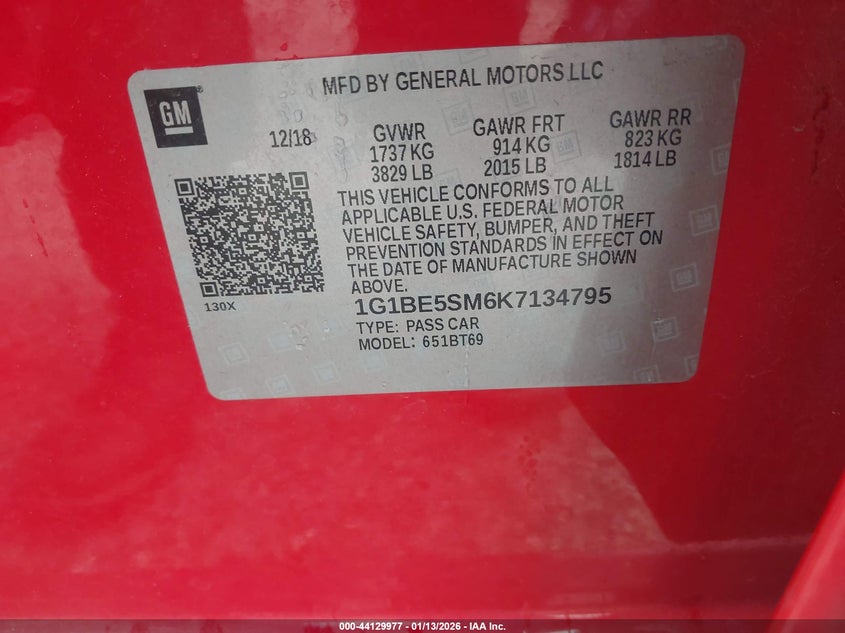 MFD BY GENERAL MOTORS LLC
GM
12/18
GVWR
1737 KG
3829 LB
GAWR FRT
914 KG
2015 LB
GAWR RR
823 KG
1814 LB
THIS VEHICLE CONFORMS TO ALL
APPLICABLE U.S. FEDERAL MOTOR
VEHICLE SAFETY, BUMPER, AND THEFT
PREVENTION STANDARDS IN EFFECT ON
THE DATE OF MANUFACTURE SHOWN
ABOVE.
130X
1G1BE5SM6K7134795
TYPE: PASS CAR
MODEL: 651BT69
000-44129977 - 01/13/2026 - IAA Inc.